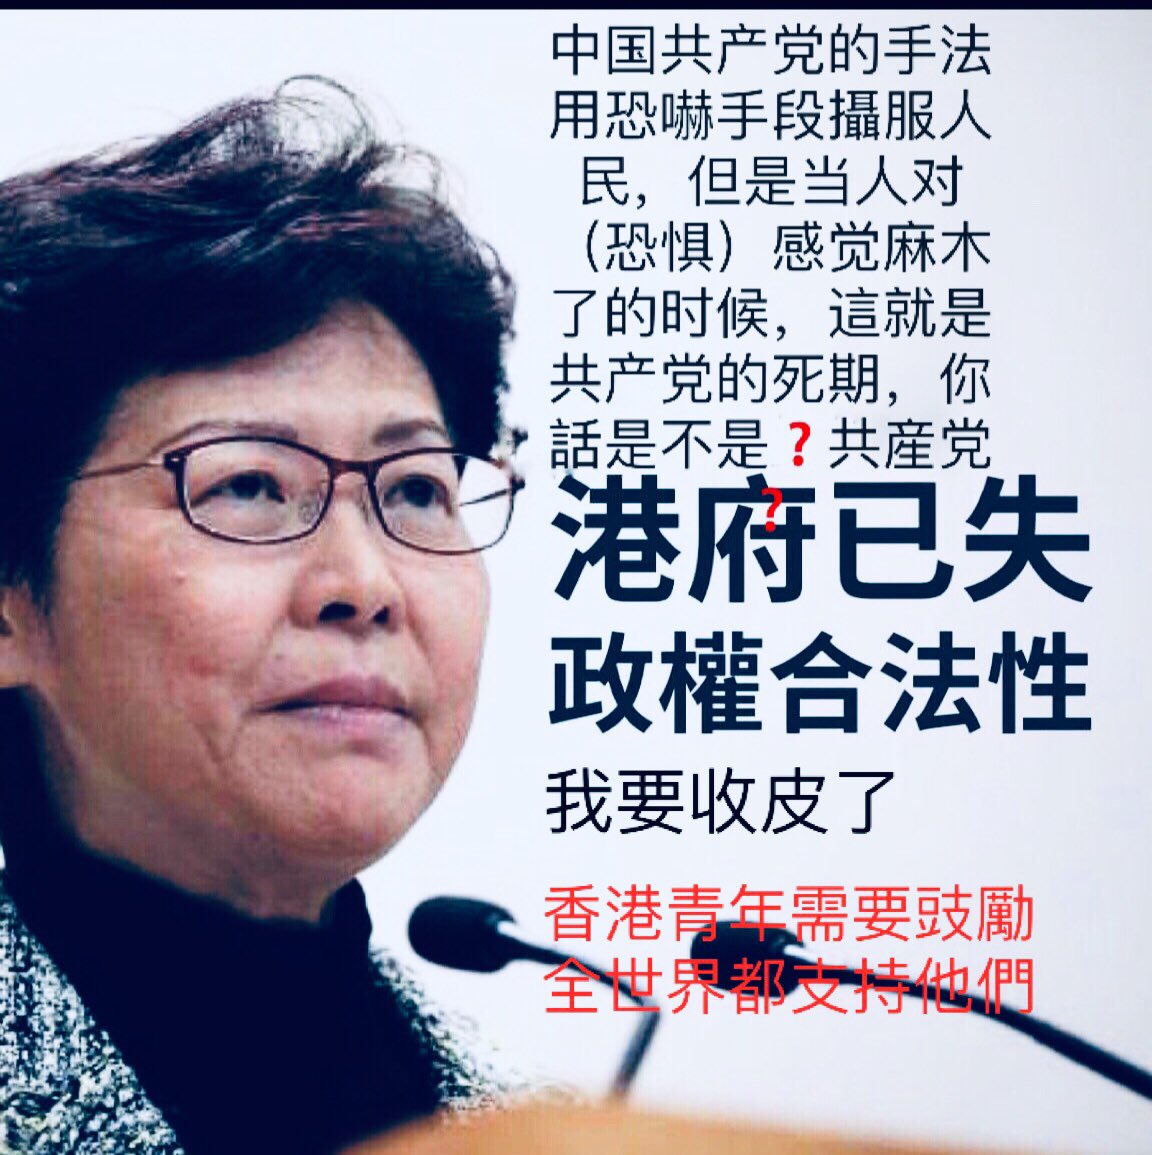 中国共产党的手法
用恐嚇手段攝服人
民，但是当人对
（恐惧）感觉麻木
了的时候，這就是
共产党的死期，你
話是不是？共産党
？
港府已失
政權合法性
我要收皮了
香港青年需要豉勵
全世界都支持他們